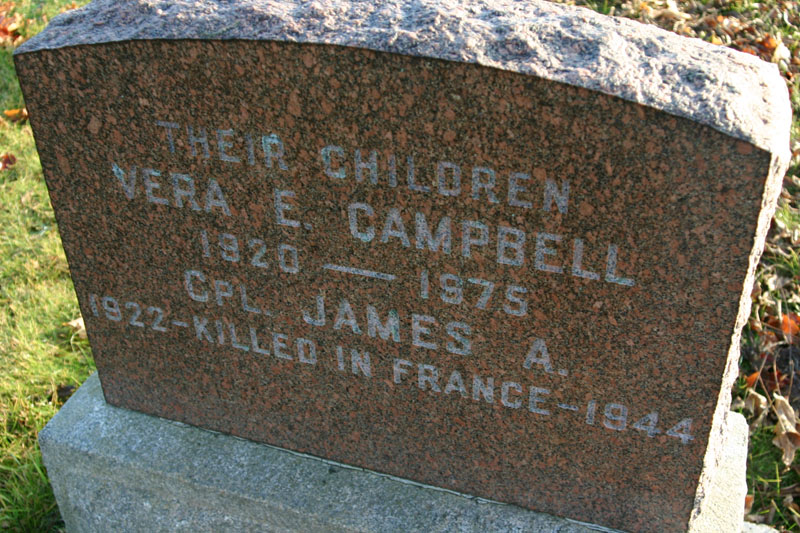 THEIR CHILDREN
VERA E. CAMPBELL
1920 — 1975
CPL. JAMES A.
1922-KILLED IN FRANCE-1944